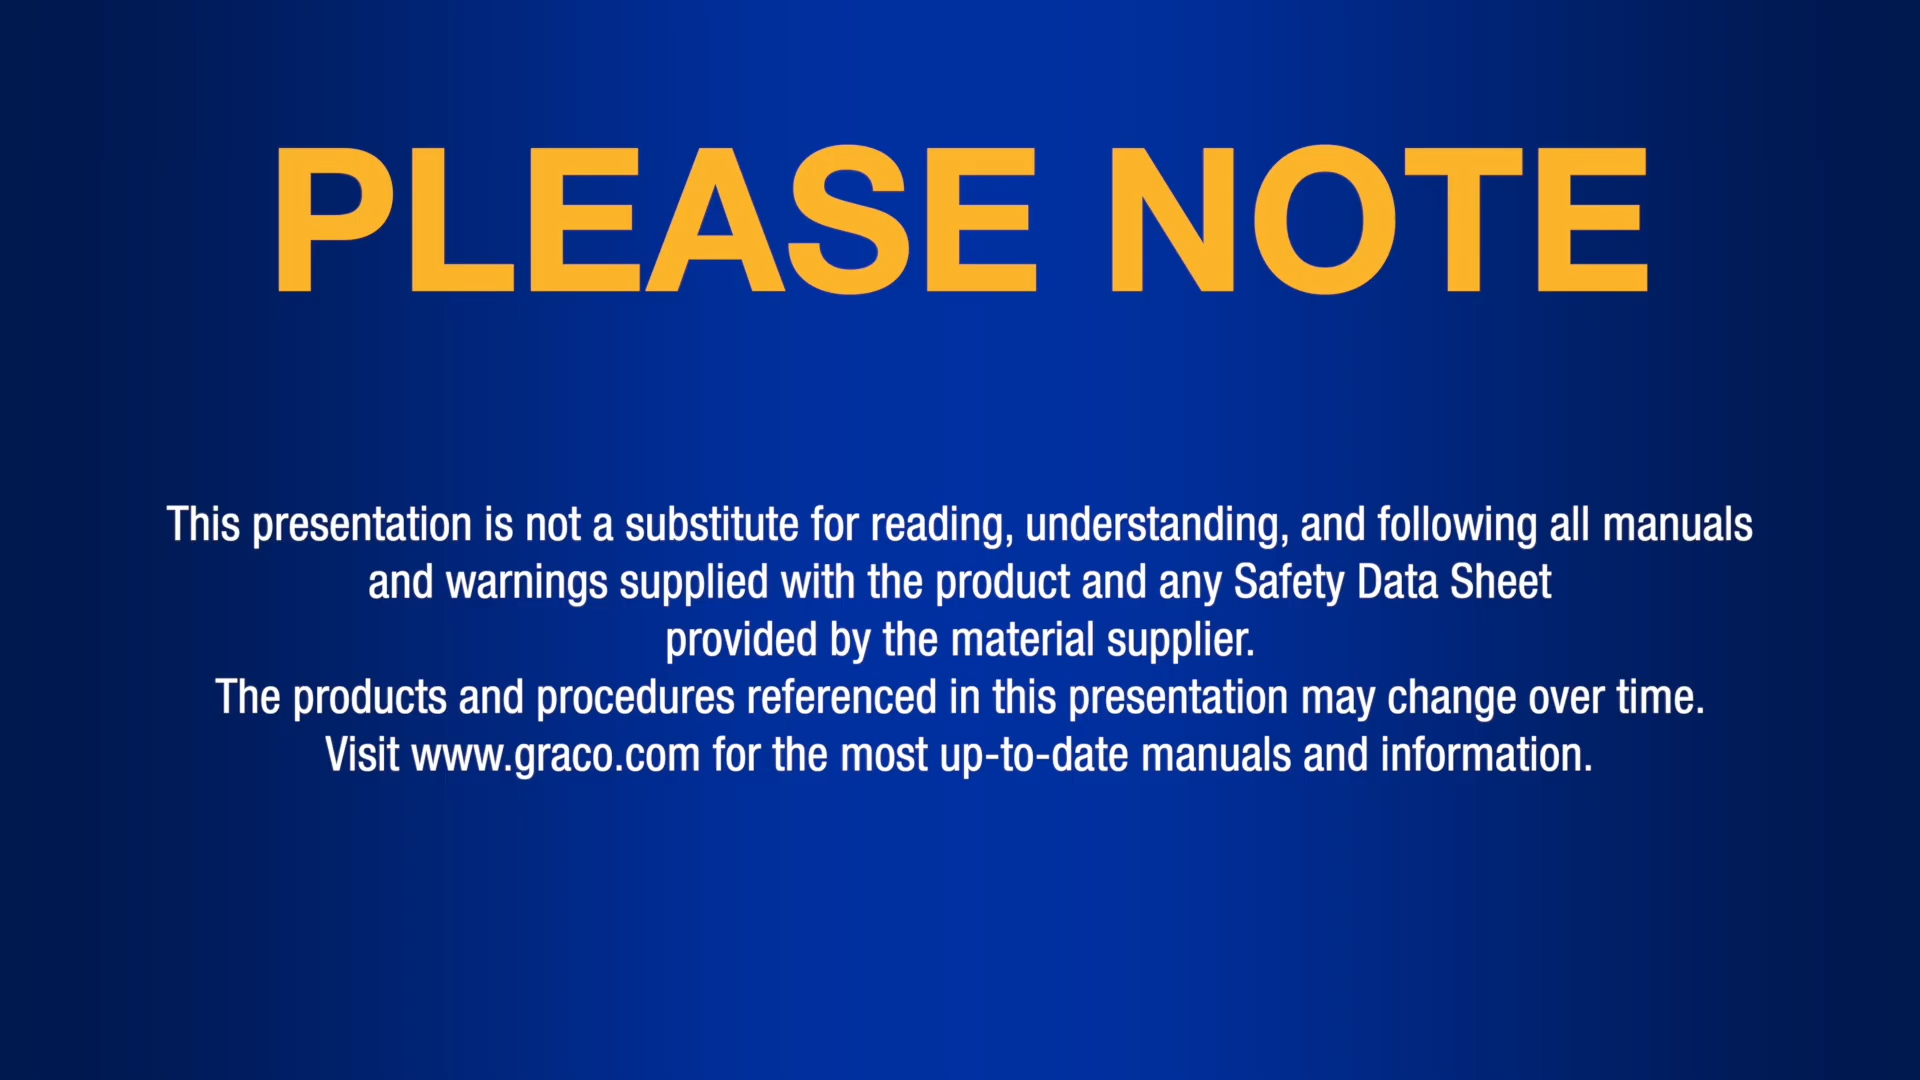 PLEASE NOTE
This presentation is not a substitute for reading, understanding, and following all manuals
and warnings supplied with the product and any Safety Data Sheet
provided by the material supplier.
The products and procedures referenced in this presentation may change over time.
Visit www.graco.com for the most up-to-date manuals and information.